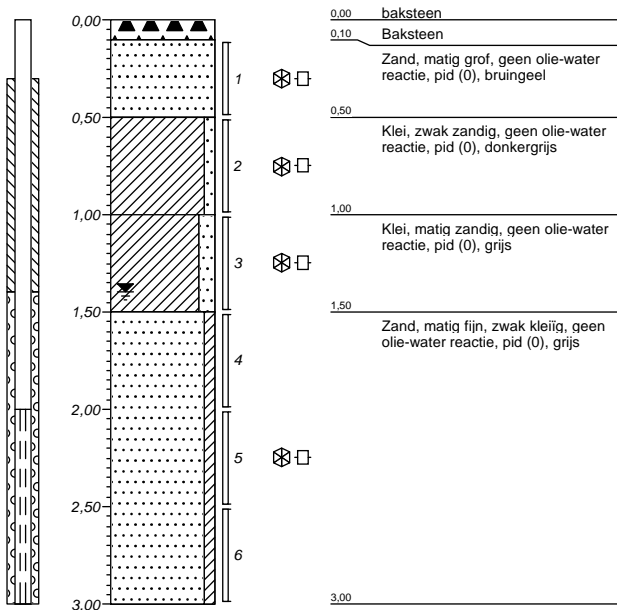 0,00
0,50
1,00
1,50
2,00
2,50
3,00
1
2
3
4
5
6
0,00 baksteen
0,10 Baksteen
Zand, matig grof, geen olie-water
reactie, pid (0), bruingeel
0,50
Klei, zwak zandig, geen olie-water
reactie, pid (0), donkergrijs
1,00
Klei, matig zandig, geen olie-water
reactie, pid (0), grijs
1,50
Zand, matig fijn, zwak kleiïg, geen
olie-water reactie, pid (0), grijs
3,00